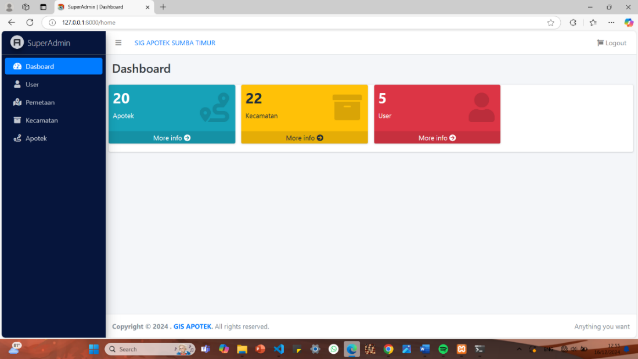 SuperAdmin | Dashboard
127.0.0.1:8000/home
SuperAdmin
SIG APOTEK SUMBA TIMUR
Logout
Dasboard
User
Pemetaan
Kecamatan
Apotek
Dashboard
20
Apotek
More info
22
Kecamatan
More info
5
User
More info
Copyright © 2024 . SIG APOTEK. All rights reserved.
Anything you want
Search